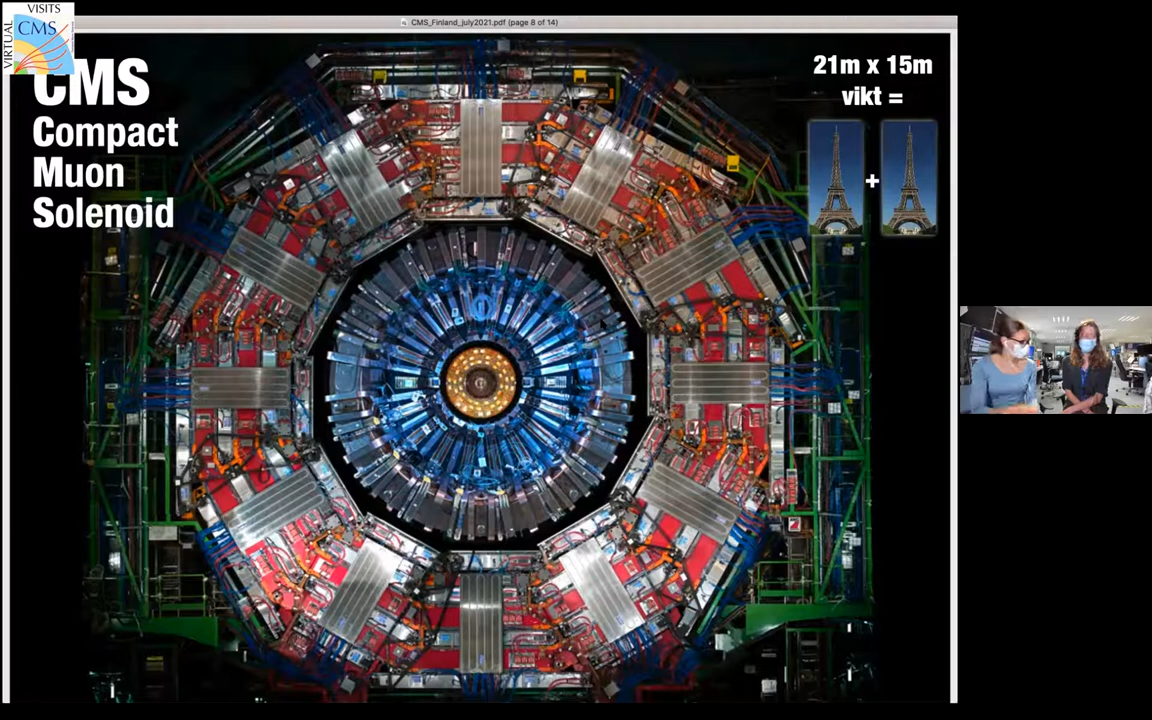 VISITS
VIRTUAL
CMS
CMS_Finland_july2021.pdf (page 8 of 14)
CMS
Compact
Muon
Solenoid
21m x 15m
vikt =
+